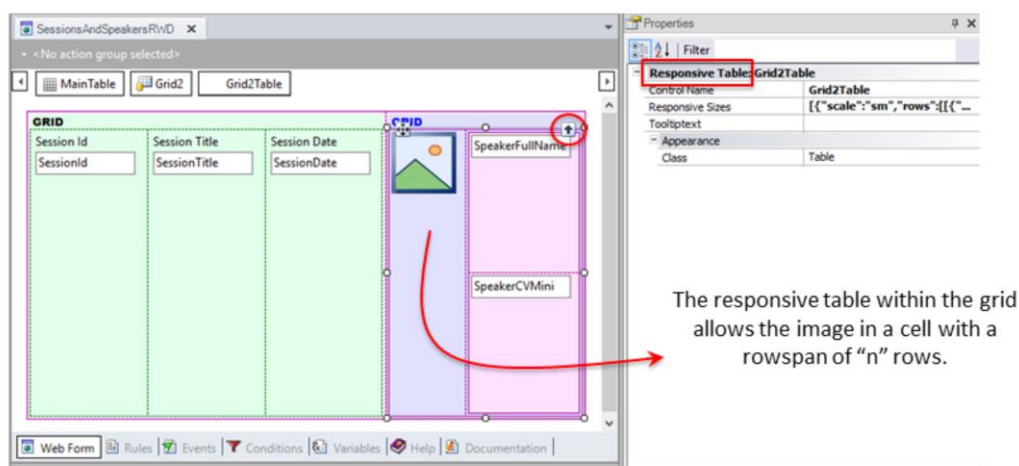 SessionsAndSpeakersRWD
<No action group selected>
MainTable Grid2 Grid2Table
GRID
Session Id Session Title Session Date
SessionId SessionTitle SessionDate
GRID
SpeakerFullName
SpeakerCVMini
Web Form Rules Events Conditions Variables Help Documentation
Properties
Filter
Responsive Table: Grid2Table
Control Name Grid2Table
Responsive Sizes [{"scale":"sm","rows":[[{"...
Tooltiptext
Appearance
Class Table
The responsive table within the grid
allows the image in a cell with a
rowspan of “n” rows.